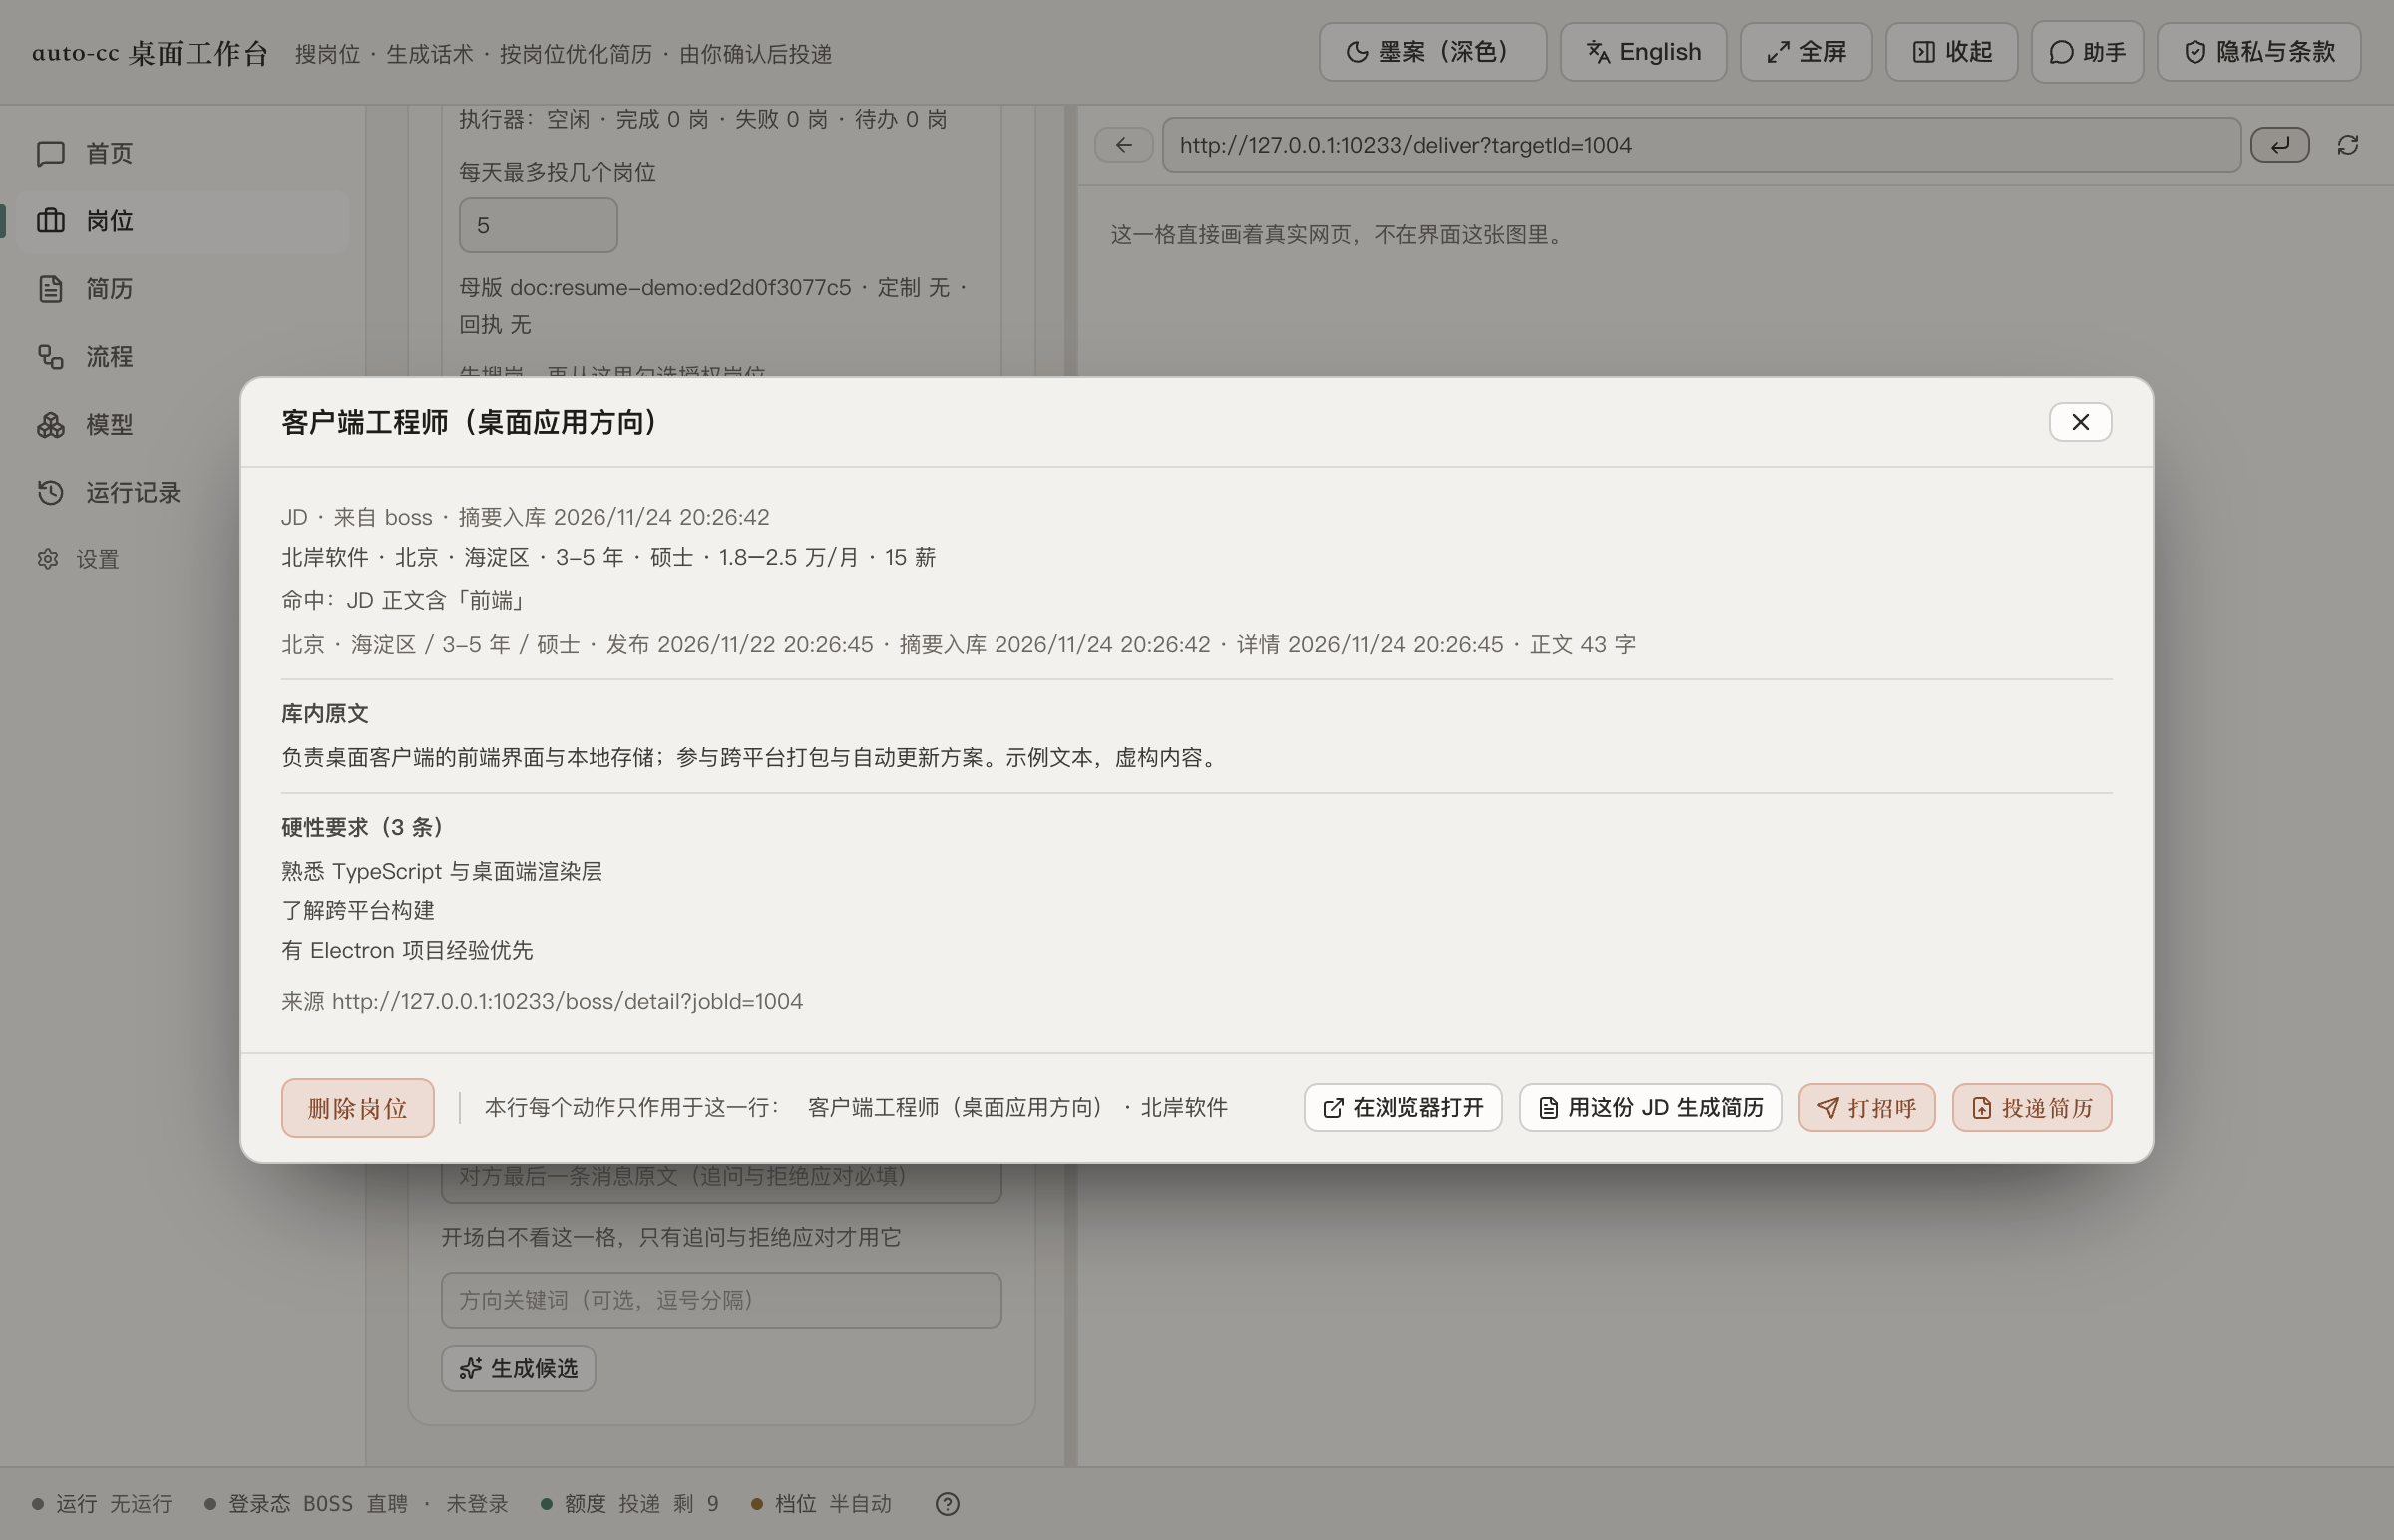 auto-cc 桌面工作台
搜岗位 · 生成话术 · 按岗位优化简历 · 由你确认后投递
墨案（深色）
English
全屏
收起
助手
隐私与条款
首页
岗位
简历
流程
模型
运行记录
设置
执行器：空闲 · 完成 0 岗 · 失败 0 岗 · 待办 0 岗
每天最多投几个岗位
5
母版 doc:resume-demo:ed2d0f3077c5 · 定制 无 ·
回执 无
http://127.0.0.1:10233/deliver?targetId=1004
这一格直接画着真实网页，不在界面这张图里。
客户端工程师（桌面应用方向）
JD · 来自 boss · 摘要入库 2026/11/24 20:26:42
北岸软件 · 北京 · 海淀区 · 3–5 年 · 硕士 · 1.8—2.5 万/月 · 15 薪
命中：JD 正文含「前端」
北京 · 海淀区 / 3–5 年 / 硕士 · 发布 2026/11/22 20:26:45 · 摘要入库 2026/11/24 20:26:42 · 详情 2026/11/24 20:26:45 · 正文 43 字
库内原文
负责桌面客户端的前端界面与本地存储；参与跨平台打包与自动更新方案。示例文本，虚构内容。
硬性要求（3 条）
熟悉 TypeScript 与桌面端渲染层
了解跨平台构建
有 Electron 项目经验优先
来源 http://127.0.0.1:10233/boss/detail?jobId=1004
删除岗位
本行每个动作只作用于这一行： 客户端工程师（桌面应用方向） · 北岸软件
在浏览器打开
用这份 JD 生成简历
打招呼
投递简历
对方最后一条消息原文（追问与拒绝应对必填）
开场白不看这一格，只有追问与拒绝应对才用它
方向关键词（可选，逗号分隔）
生成候选
运行 无运行
登录态 BOSS 直聘 · 未登录
额度 投递 剩 9
档位 半自动